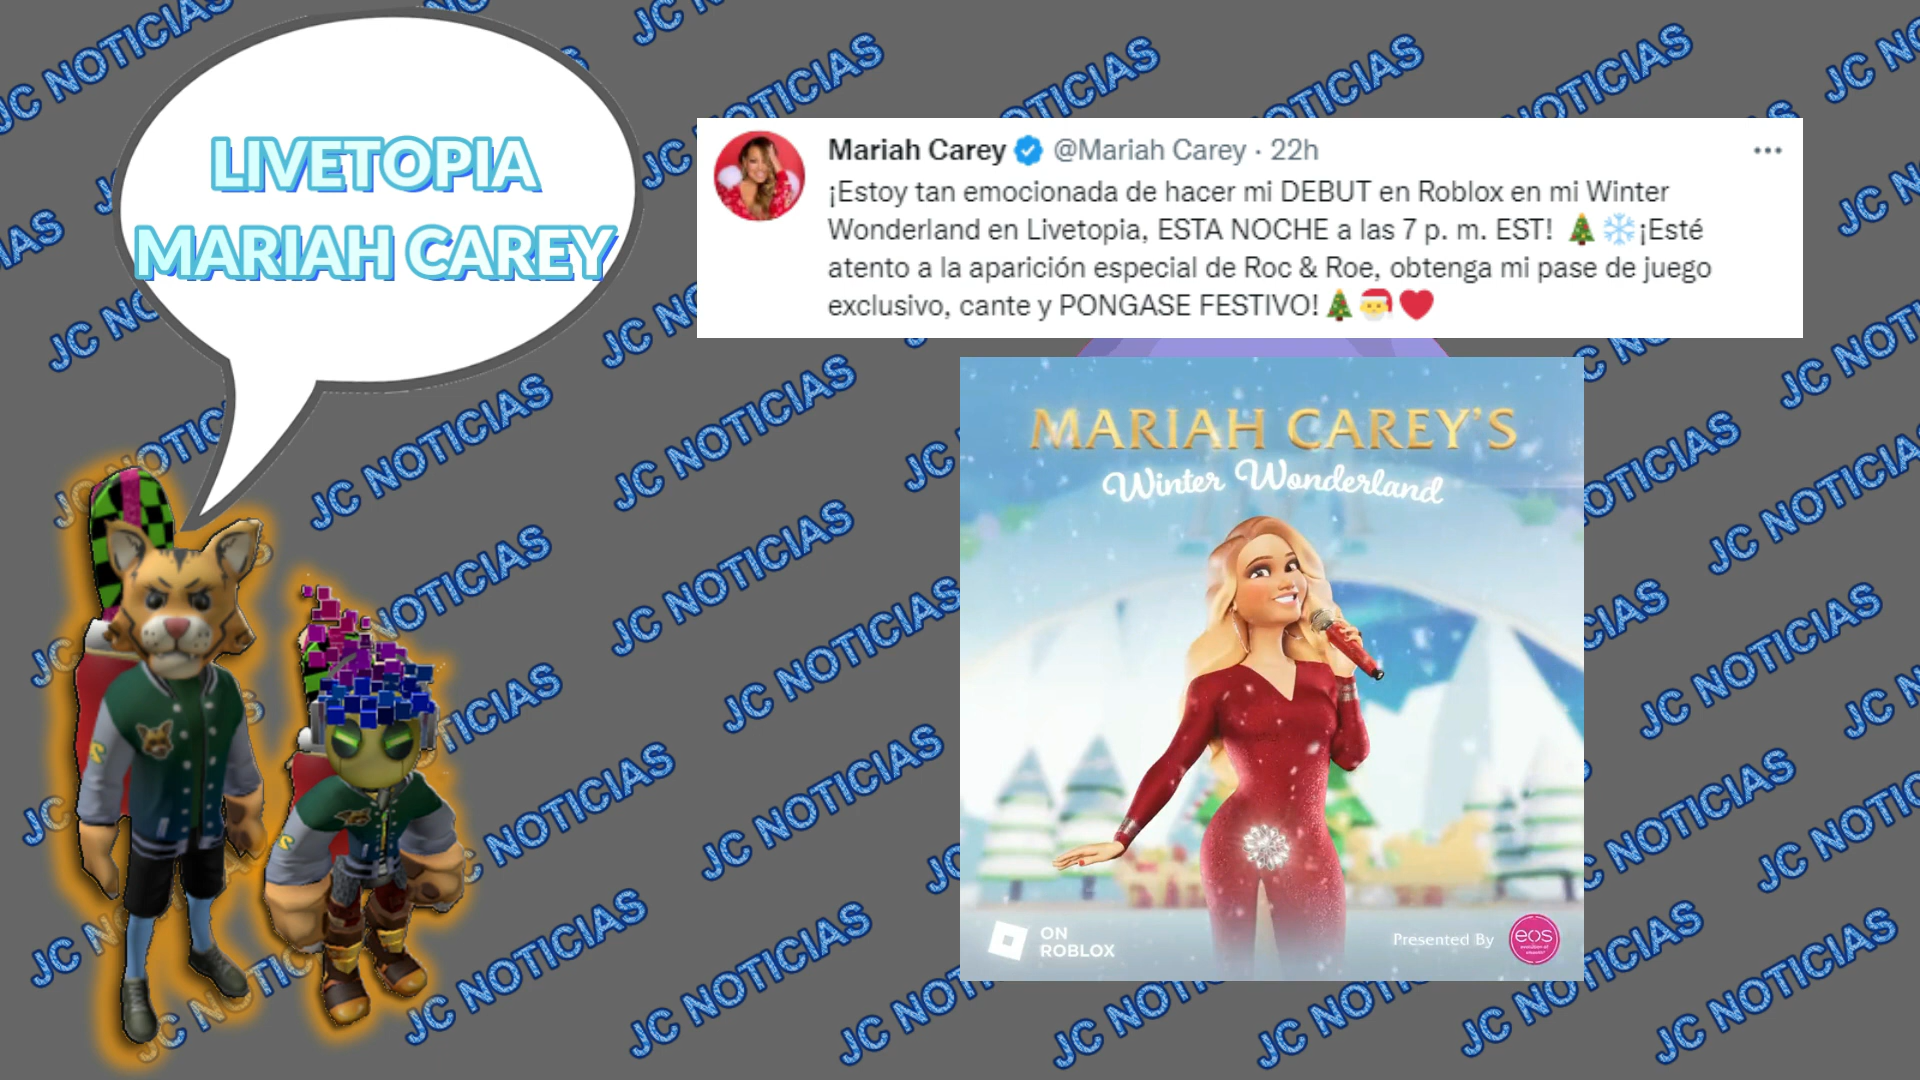 LIVETOPIA
MARIAH CAREY
Mariah Carey @Mariah Carey · 22h
¡Estoy tan emocionada de hacer mi DEBUT en Roblox en mi Winter
Wonderland en Livetopia, ESTA NOCHE a las 7 p. m. EST! 🎄❄️¡Esté
atento a la aparición especial de Roc & Roe, obtenga mi pase de juego
exclusivo, cante y PONGASE FESTIVO!🎄🎅❤️
MARIAH CAREY'S
Winter Wonderland
ON
ROBLOX
Presented By
eos
JC NOTICIAS